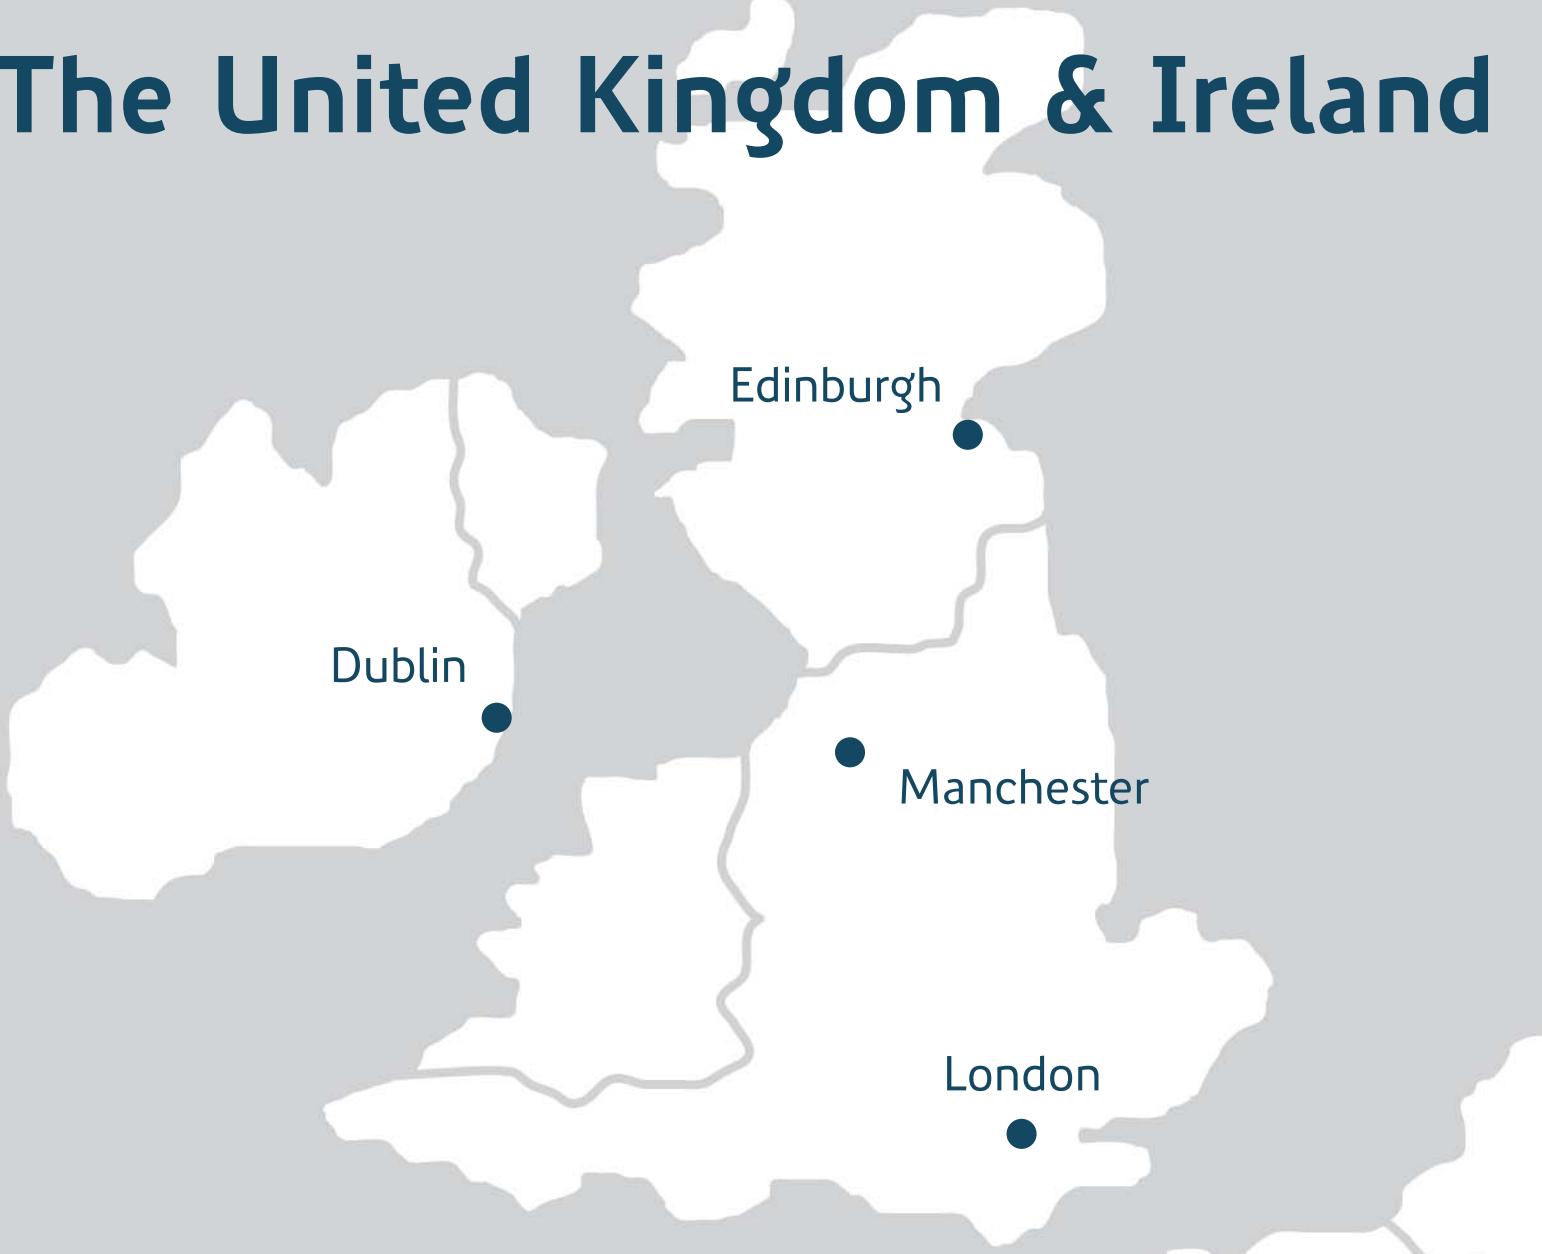 The United Kingdom & Ireland
Edinburgh
Dublin
Manchester
London